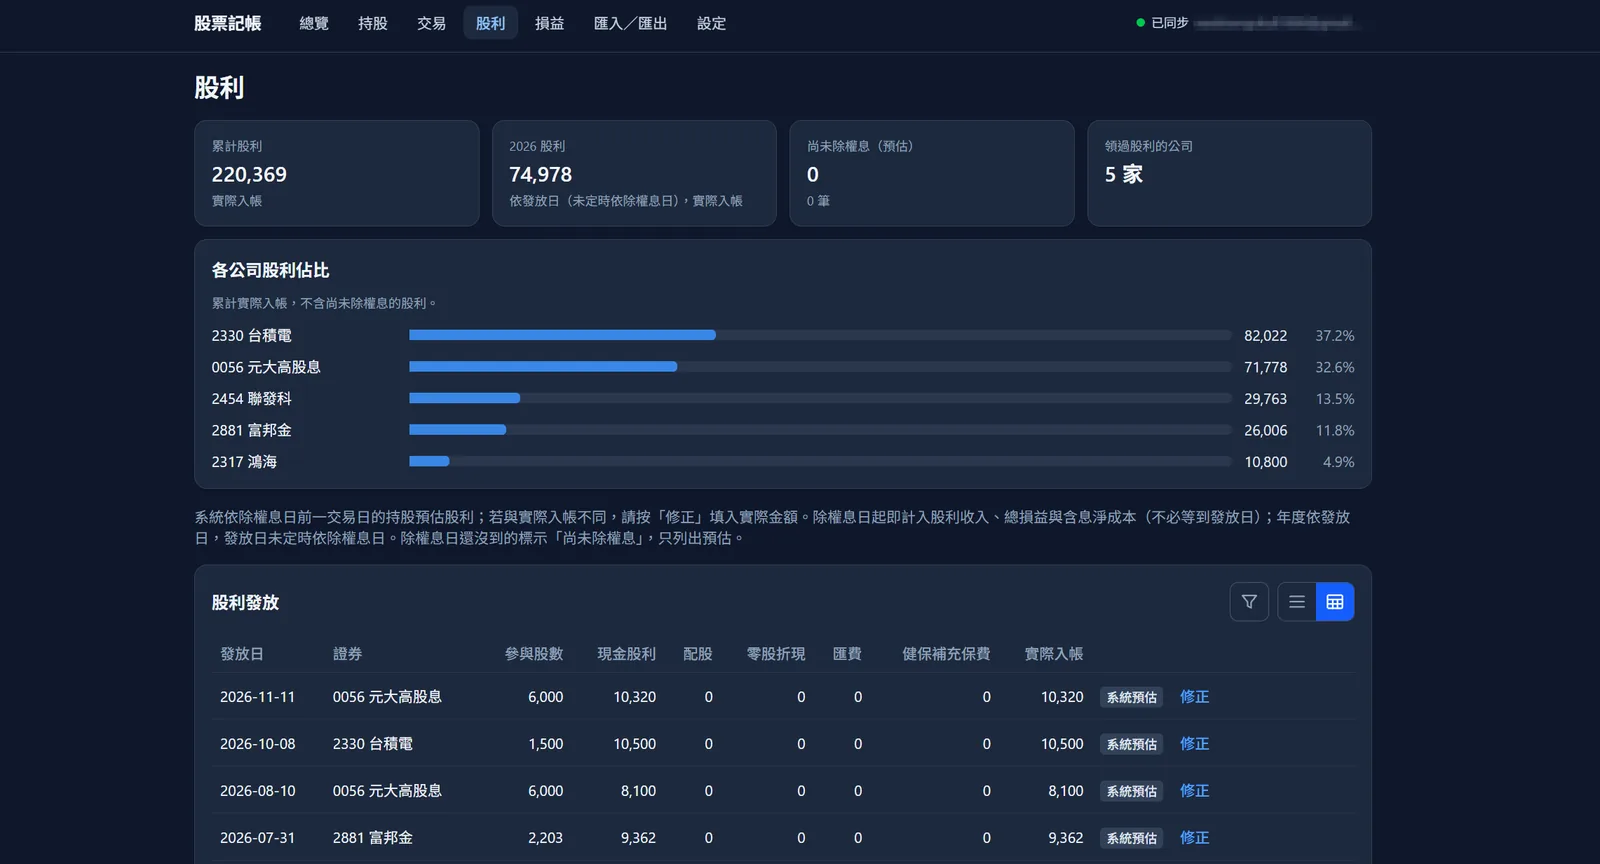 股票記帳 總覽 持股 交易 股利 損益 匯入／匯出 設定 已同步
股利
累計股利
220,369
實際入帳
2026 股利
74,978
依發放日（未定時依除權息日），實際入帳
尚未除權息（預估）
0
0 筆
領過股利的公司
5 家
各公司股利佔比
累計實際入帳，不含尚未除權息的股利。
2330 台積電 82,022 37.2%
0056 元大高股息 71,778 32.6%
2454 聯發科 29,763 13.5%
2881 富邦金 26,006 11.8%
2317 鴻海 10,800 4.9%
系統依除權息日前一交易日的持股預估股利；若與實際入帳不同，請按「修正」填入實際金額。除權息日起即計入股利收入、總損益與含息淨成本（不必等到發放日）；年度依發放
日，發放日未定時依除權息日。除權息日還沒到的標示「尚未除權息」，只列出預估。
股利發放
發放日 證券 參與股數 現金股利 配股 零股折現 匯費 健保補充保費 實際入帳
2026-11-11 0056 元大高股息 6,000 10,320 0 0 0 0 10,320 系統預估 修正
2026-10-08 2330 台積電 1,500 10,500 0 0 0 0 10,500 系統預估 修正
2026-08-10 0056 元大高股息 6,000 8,100 0 0 0 0 8,100 系統預估 修正
2026-07-31 2881 富邦金 2,203 9,362 0 0 0 0 9,362 系統預估 修正